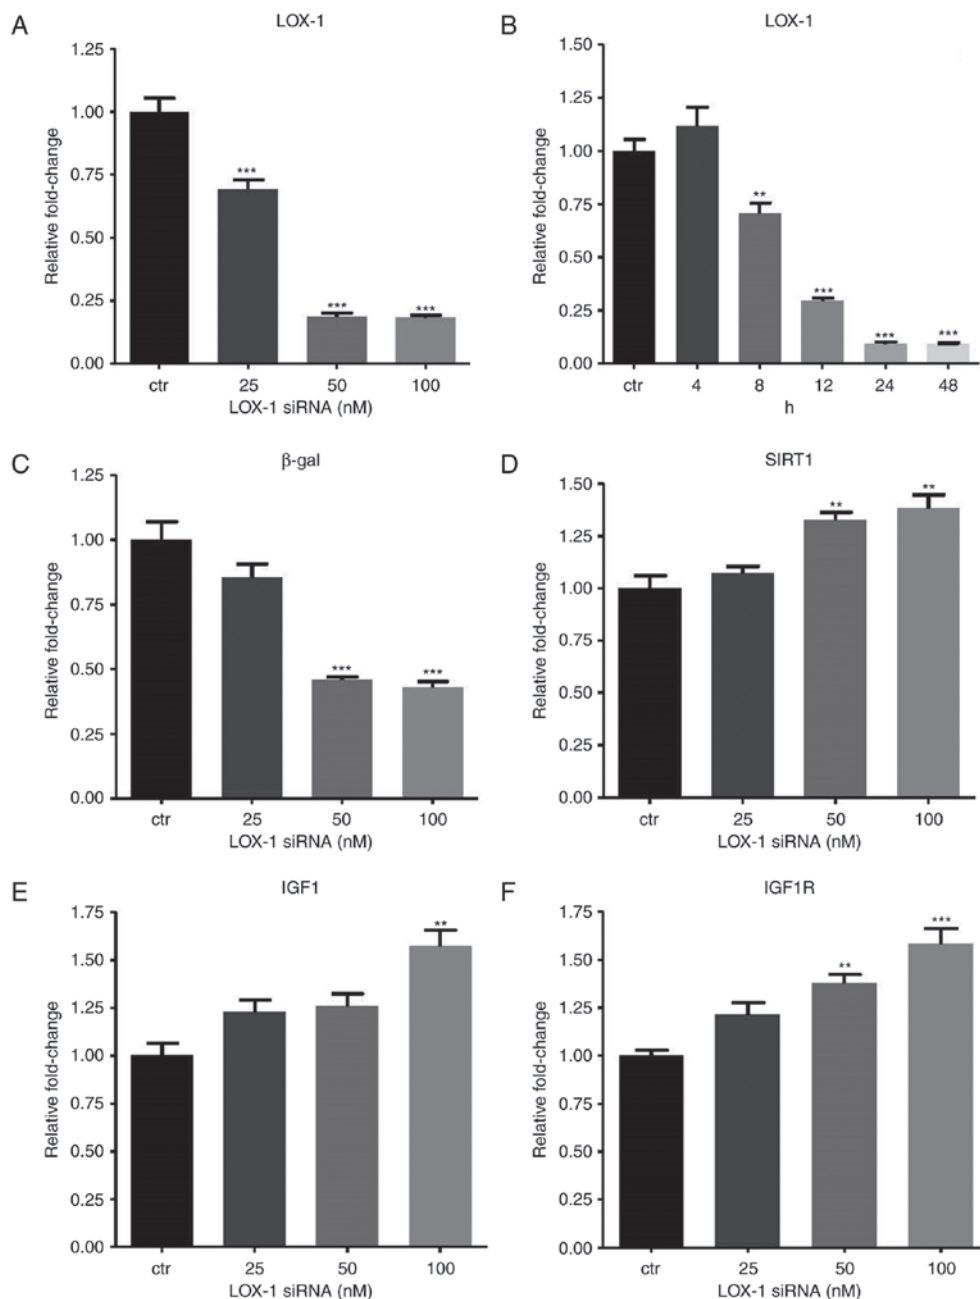 A
LOX-1
Relative fold-change
1.25
1.00
0.75
0.50
0.25
0.00
***
***
***
ctr 25 50 100
LOX-1 siRNA (nM)
B
LOX-1
Relative fold-change
1.50
1.25
1.00
0.75
0.50
0.25
0.00
**
***
***
***
ctr 4 8 12 24 48
h
C
β-gal
Relative fold-change
1.25
1.00
0.75
0.50
0.25
0.00
***
***
ctr 25 50 100
LOX-1 siRNA (nM)
D
SIRT1
Relative fold-change
1.50
1.25
1.00
0.75
0.50
0.25
0.00
**
**
ctr 25 50 100
LOX-1 siRNA (nM)
E
IGF1
Relative fold-change
1.75
1.50
1.25
1.00
0.75
0.50
0.25
0.00
**
ctr 25 50 100
LOX-1 siRNA (nM)
F
IGF1R
Relative fold-change
1.75
1.50
1.25
1.00
0.75
0.50
0.25
0.00
**
***
ctr 25 50 100
LOX-1 siRNA (nM)